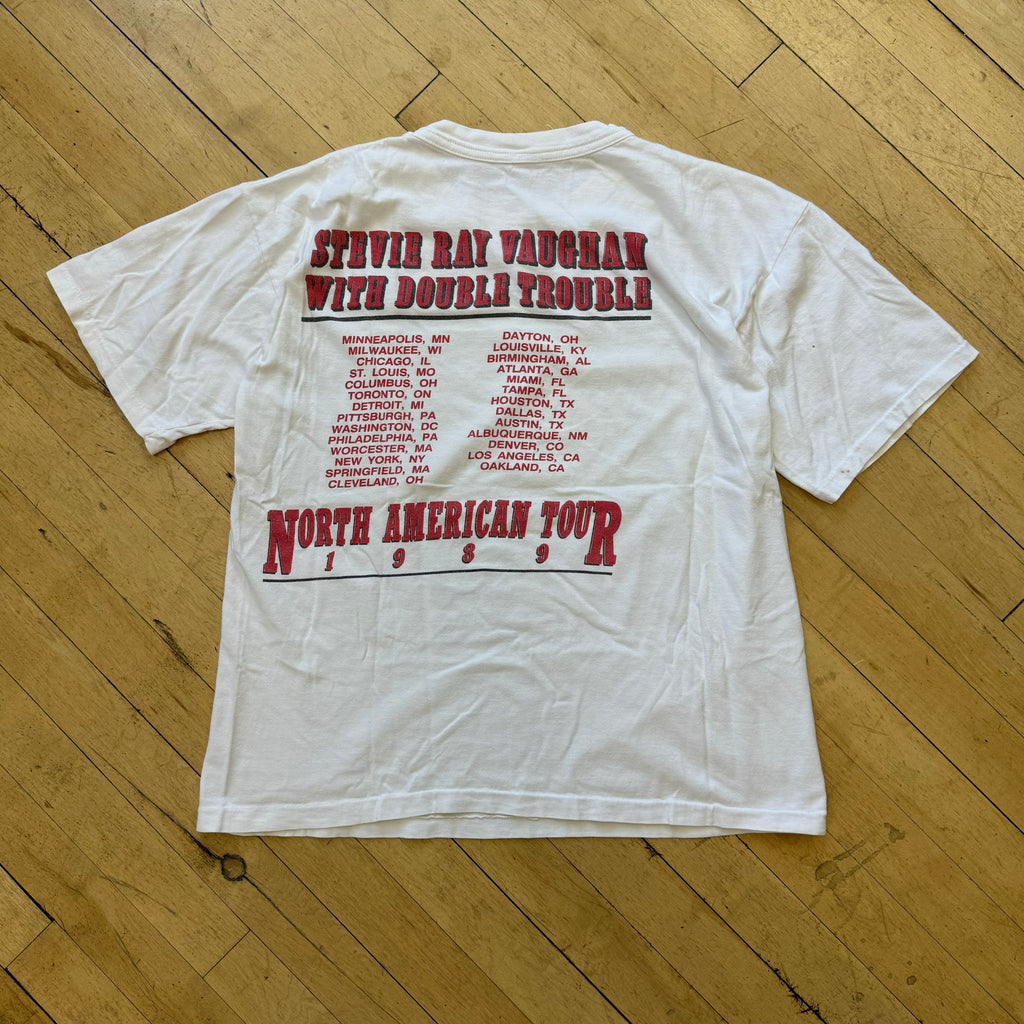 STEVIE RAY VAUGHAN
WITH DOUBLE TROUBLE
MINNEAPOLIS, MN
MILWAUKEE, WI
CHICAGO, IL
ST. LOUIS, MO
COLUMBUS, OH
TORONTO, ON
DETROIT, MI
PITTSBURGH, PA
WASHINGTON, DC
PHILADELPHIA, PA
WORCESTER, MA
NEW YORK, NY
SPRINGFIELD, MA
CLEVELAND, OH
DAYTON, OH
LOUISVILLE, KY
BIRMINGHAM, AL
ATLANTA, GA
MIAMI, FL
TAMPA, FL
HOUSTON, TX
DALLAS, TX
AUSTIN, TX
ALBUQUERQUE, NM
DENVER, CO
LOS ANGELES, CA
OAKLAND, CA
NORTH AMERICAN TOUR
1989